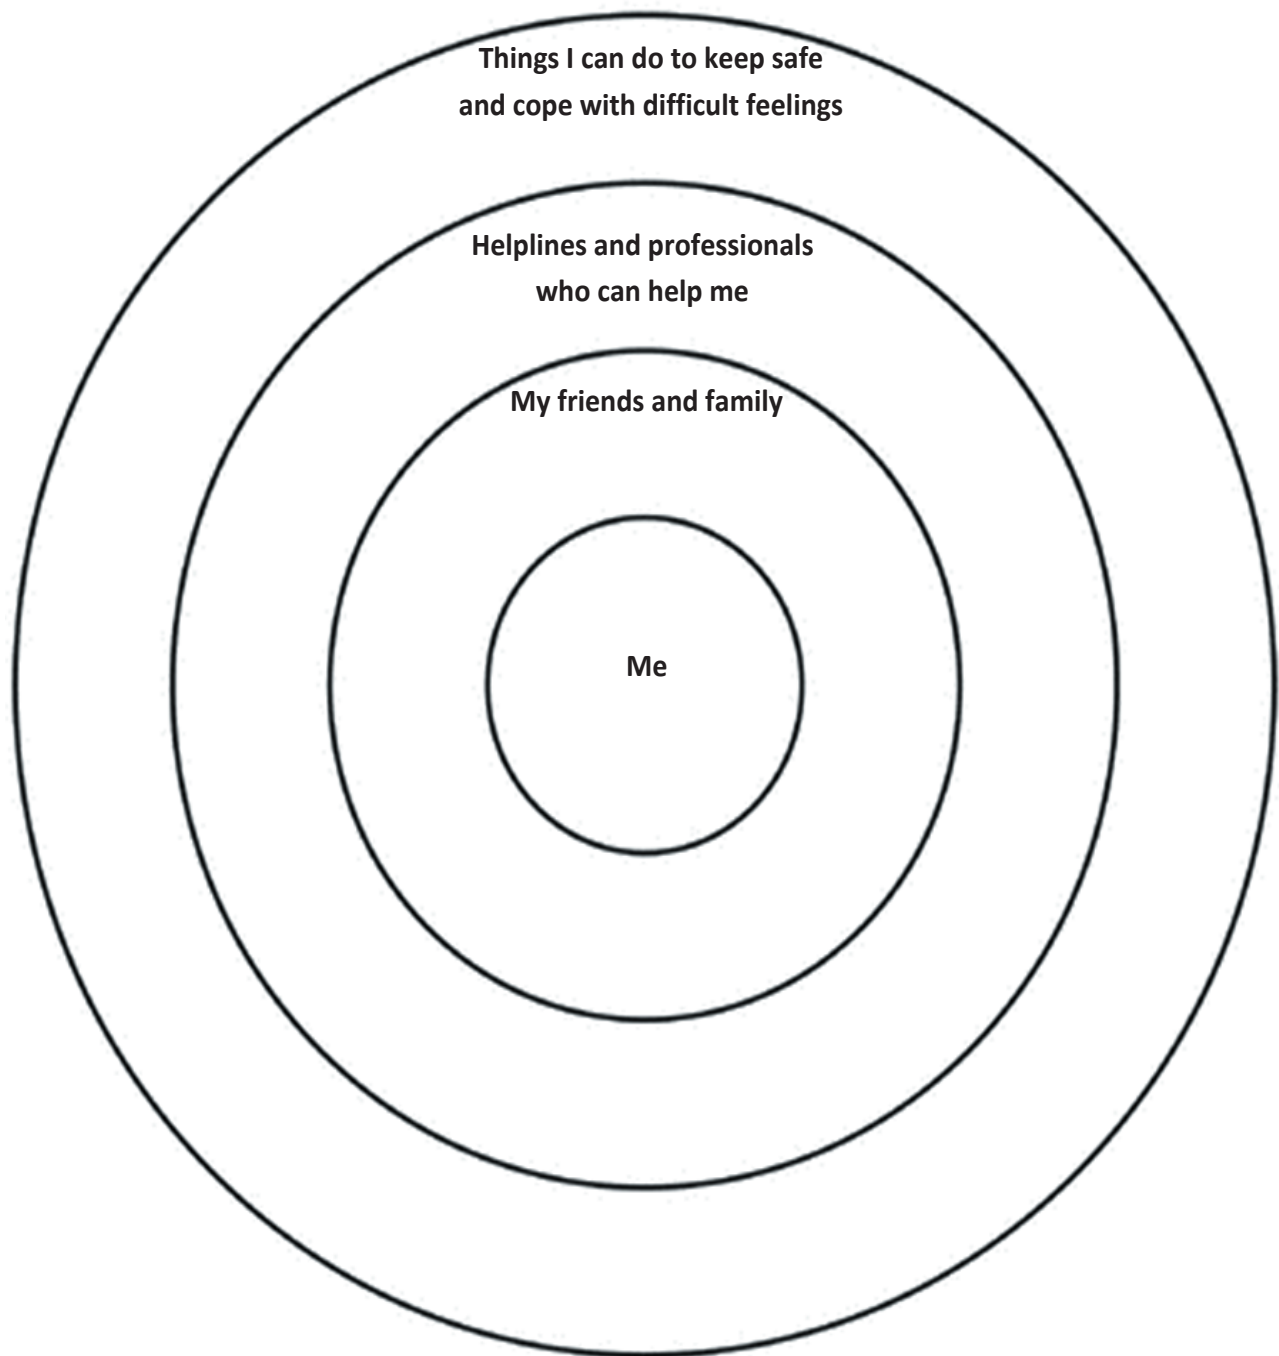 Things I can do to keep safe
and cope with difficult feelings
Helplines and professionals
who can help me
My friends and family
Me